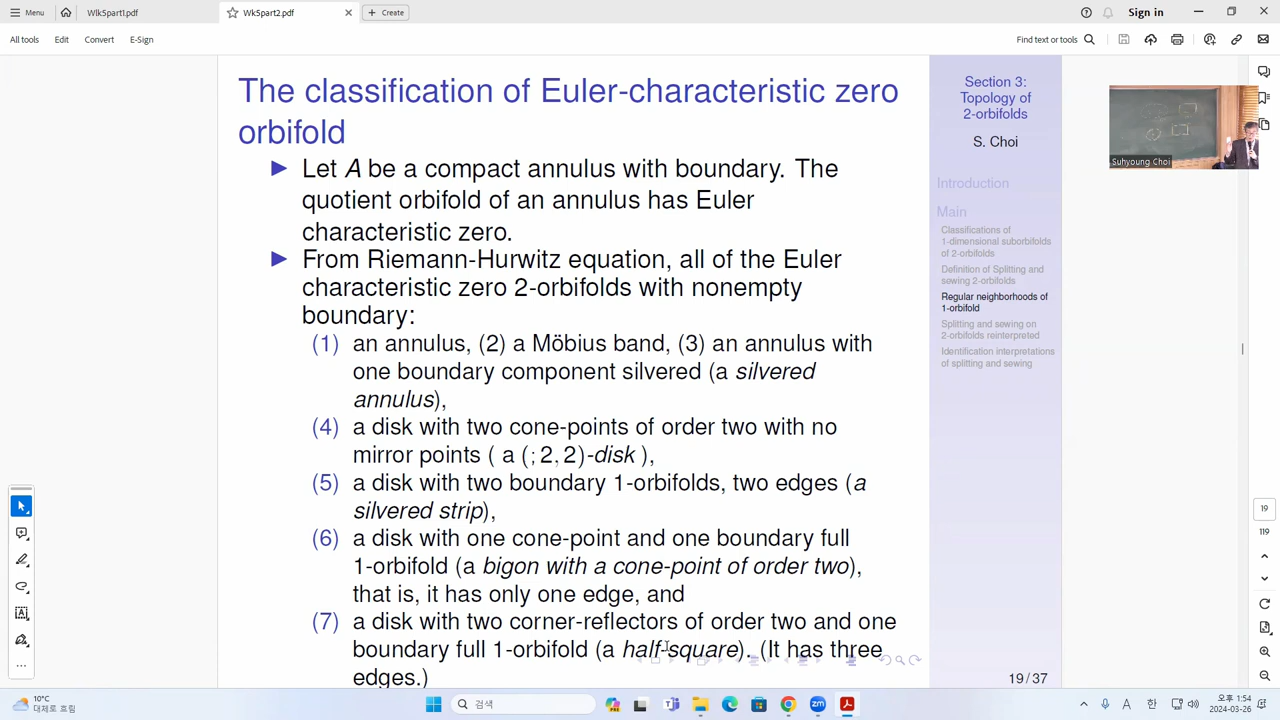 Menu
Wk5part1.pdf
Wk5part2.pdf
Create
Sign in
All tools
Edit
Convert
E-Sign
Find text or tools
The classification of Euler-characteristic zero
orbifold
Let A be a compact annulus with boundary. The
quotient orbifold of an annulus has Euler
characteristic zero.
From Riemann-Hurwitz equation, all of the Euler
characteristic zero 2-orbifolds with nonempty
boundary:
(1) an annulus, (2) a Möbius band, (3) an annulus with
one boundary component silvered (a silvered
annulus),
(4) a disk with two cone-points of order two with no
mirror points ( a (; 2, 2)-disk ),
(5) a disk with two boundary 1-orbifolds, two edges (a
silvered strip),
(6) a disk with one cone-point and one boundary full
1-orbifold (a bigon with a cone-point of order two),
that is, it has only one edge, and
(7) a disk with two corner-reflectors of order two and one
boundary full 1-orbifold (a half-square). (It has three
edges.)
Section 3:
Topology of
2-orbifolds
S. Choi
Introduction
Main
Classifications of
1-dimensional suborbifolds
of 2-orbifolds
Definition of Splitting and
sewing 2-orbifolds
Regular neighborhoods of
1-orbifold
Splitting and sewing on
2-orbifolds reinterpreted
Identification interpretations
of splitting and sewing
19/37
Suhyoung Choi
19
119
10°C
대체로 흐림
검색
A
한
오후 1:54
2024-03-26